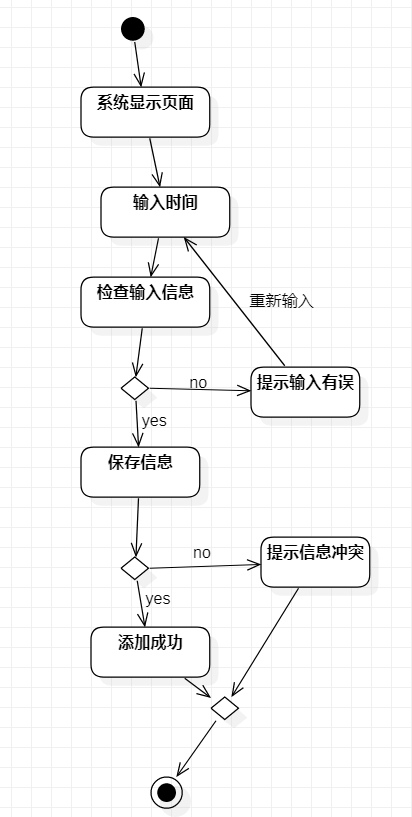 系统显示页面
输入时间
检查输入信息
重新输入
no
提示输入有误
yes
保存信息
no
提示信息冲突
yes
添加成功